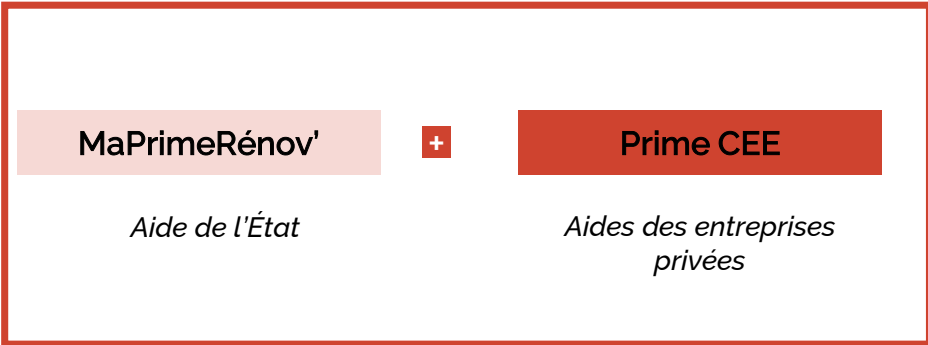 MaPrimeRénov’ + Prime CEE
Aide de l’État
Aides des entreprises
privées